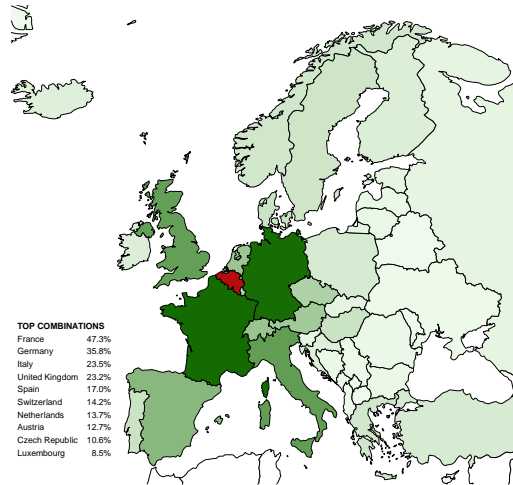 TOP COMBINATIONS
France 47.3%
Germany 35.8%
Italy 23.5%
United Kingdom 23.2%
Spain 17.0%
Switzerland 14.2%
Netherlands 13.7%
Austria 12.7%
Czech Republic 10.6%
Luxembourg 8.5%